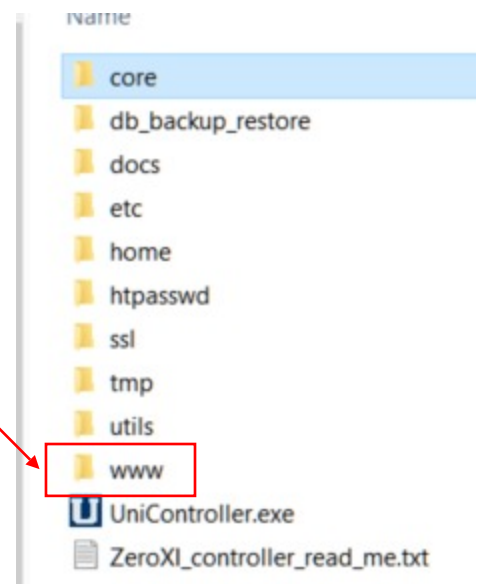 Name
core
db_backup_restore
docs
etc
home
htpasswd
ssl
tmp
utils
www
UniController.exe
ZeroXI_controller_read_me.txt